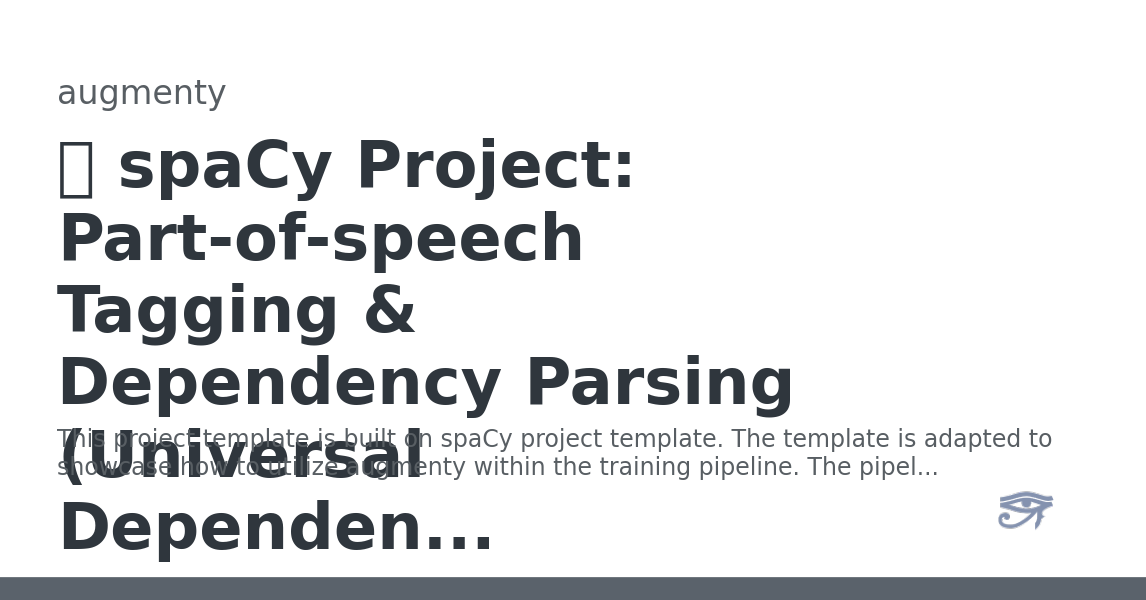 augmenty
spaCy Project:
Part-of-speech
Tagging &
Dependency Parsing
(Universal
Dependen...
This project template is built on spaCy project template. The template is adapted to
showcase how to utilize augmenty within the training pipeline. The pipel...